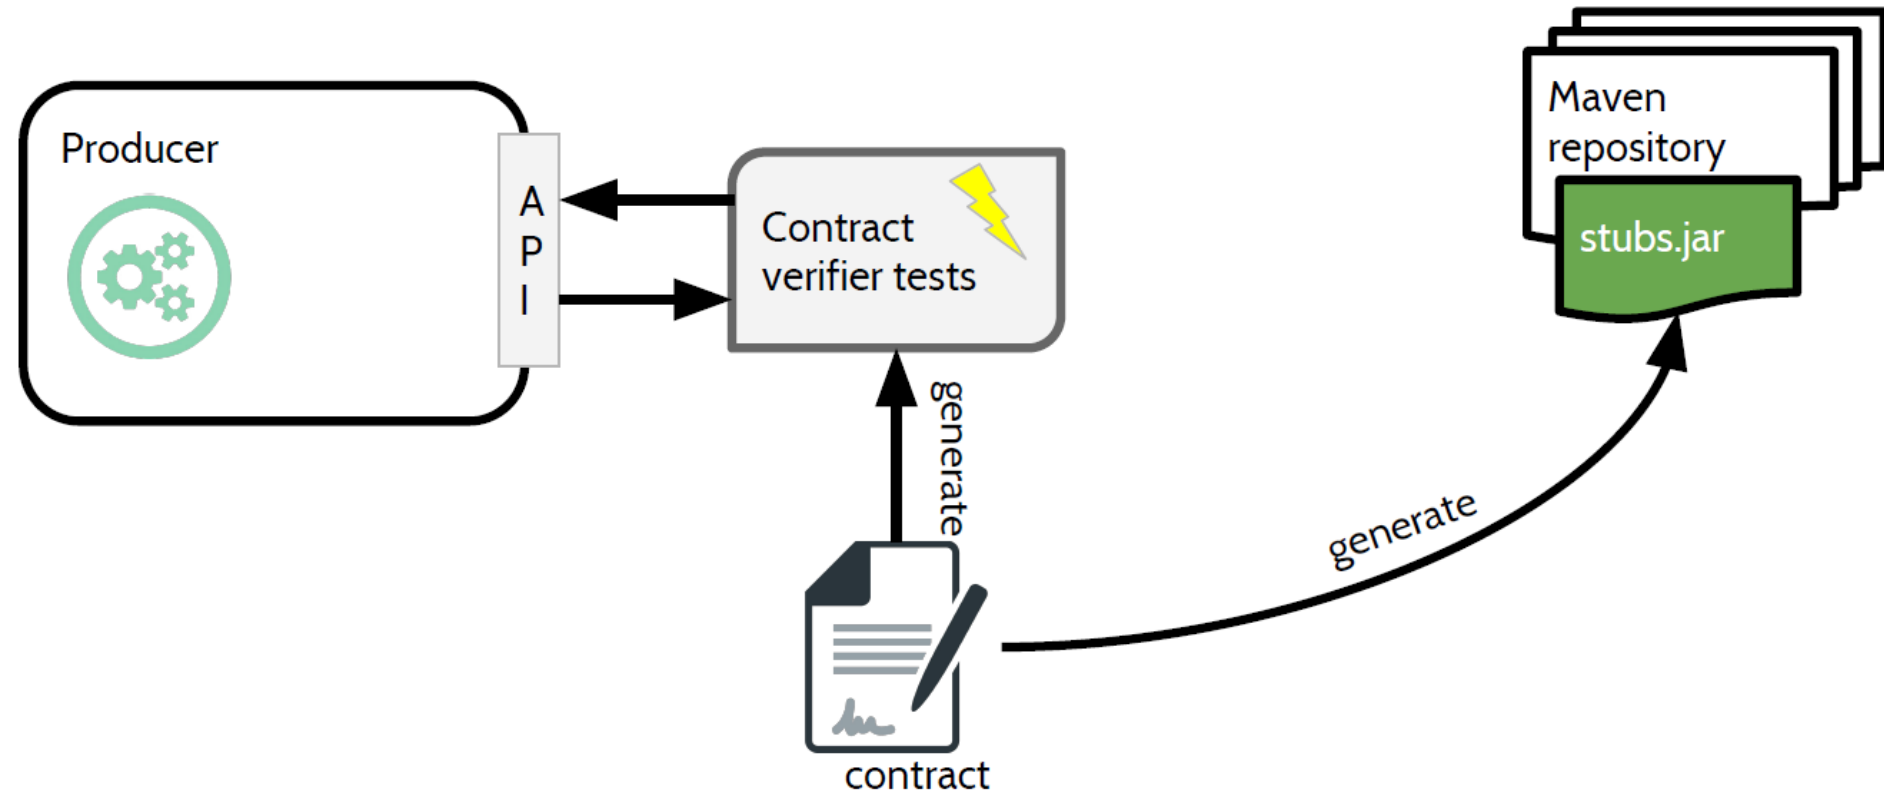 Producer
A
P
I
Contract
verifier tests
Maven
repository
stubs.jar
generate
generate
contract